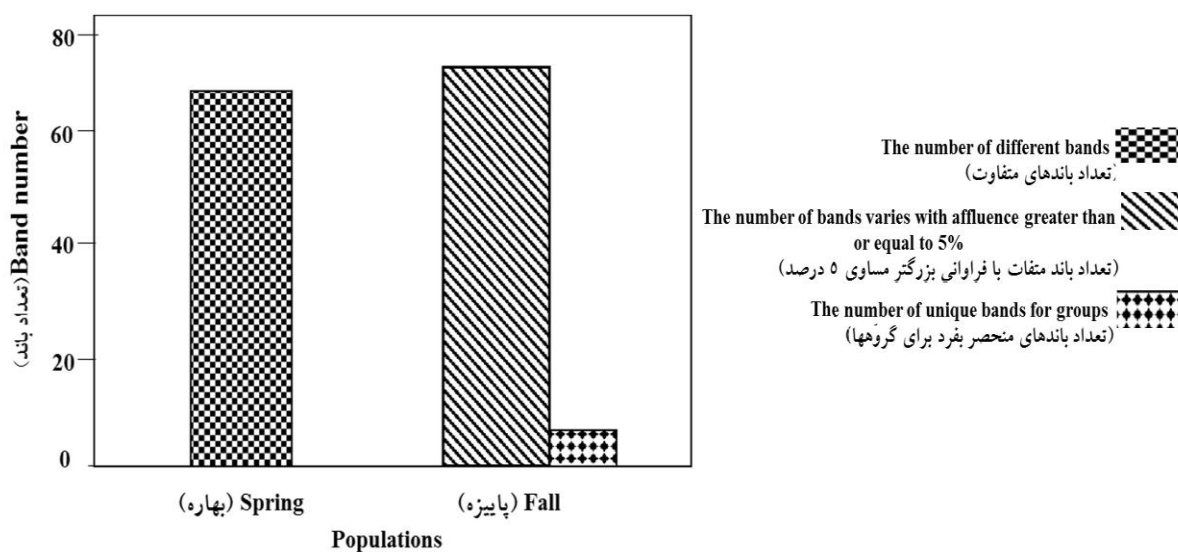 80
60
40
20
0
Band number (تعداد باند)
Spring (بهاره)
Fall (پاییزه)
Populations
The number of different bands
(تعداد باندهای متفاوت)
The number of bands varies with affluence greater than
or equal to 5%
(تعداد باند متفات با فراوانی بزرگتر مساوی ۵ درصد)
The number of unique bands for groups
(تعداد باندهای منحصر بفرد برای گروهها)